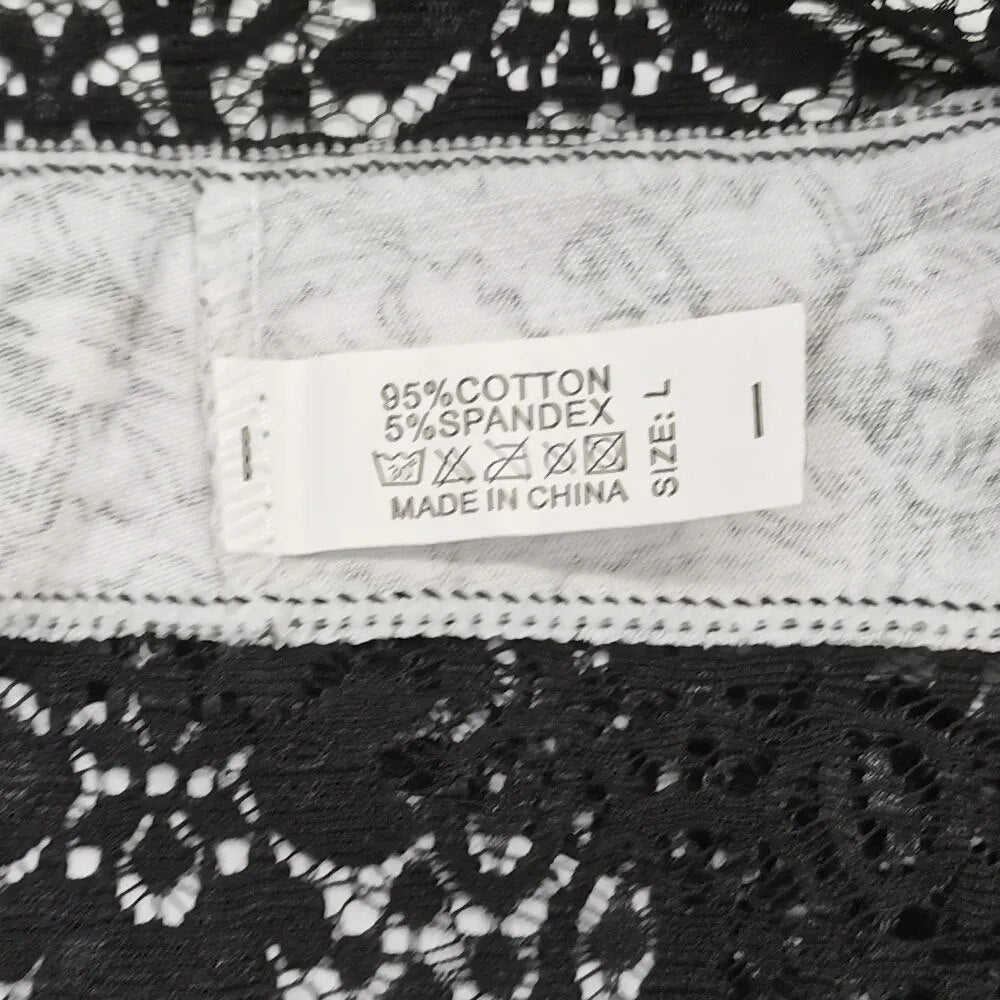 95%COTTON
5%SPANDEX
MADE IN CHINA
SIZE: L